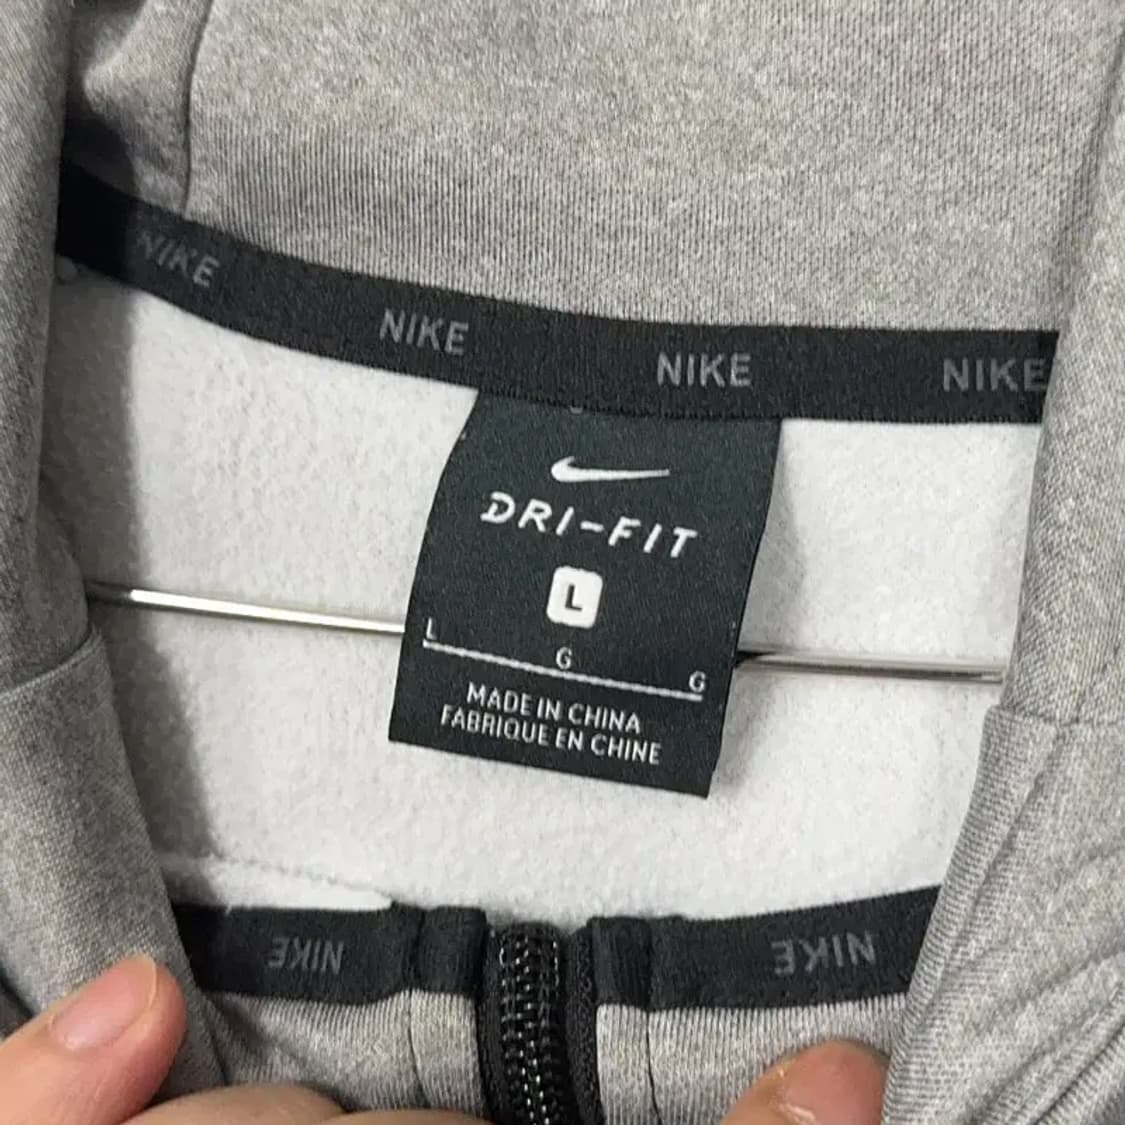 NIKE NIKE NIKE NIKE
DRI-FIT
L
L G G
MADE IN CHINA
FABRIQUE EN CHINE
NIKE NIKE